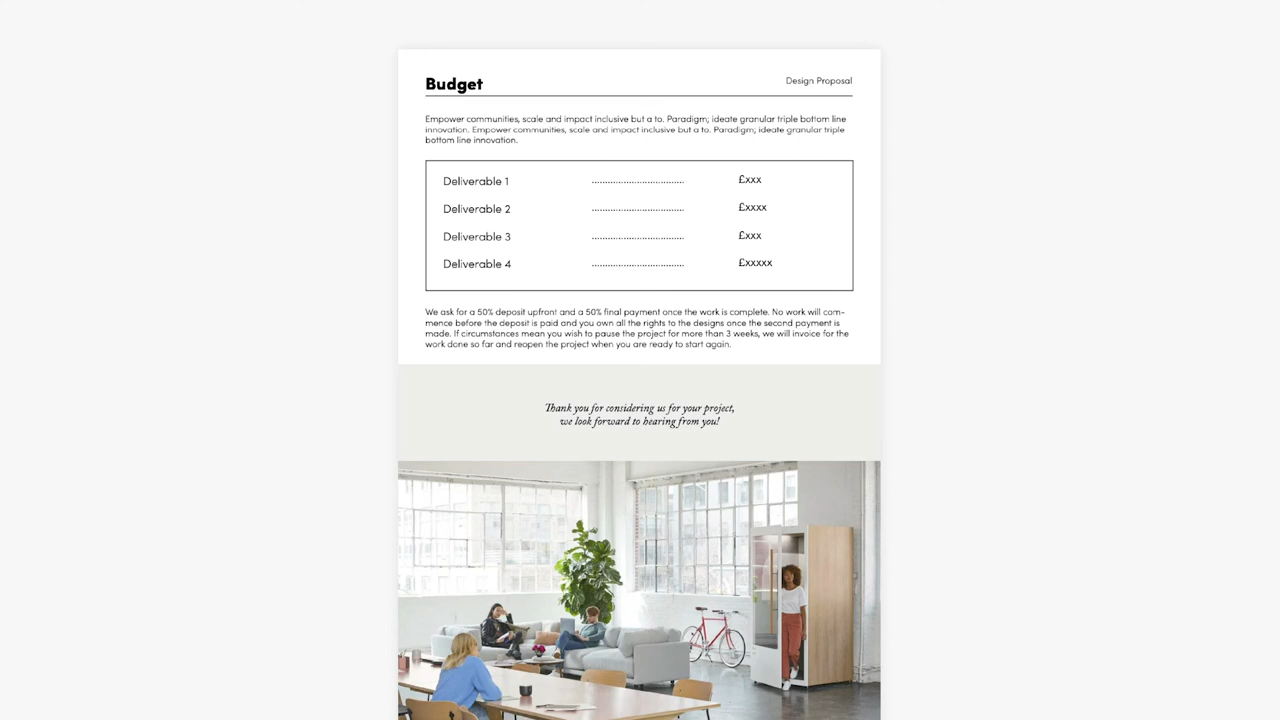 Budget
Design Proposal
Empower communities, scale and impact inclusive but a to. Paradigm; ideate granular triple bottom line
innovation. Empower communities, scale and impact inclusive but a to. Paradigm; ideate granular triple
bottom line innovation.
Deliverable 1 ................................... £xxx
Deliverable 2 ................................... £xxxx
Deliverable 3 ................................... £xxx
Deliverable 4 ................................... £xxxxx
We ask for a 50% deposit upfront and a 50% final payment once the work is complete. No work will com-
mence before the deposit is paid and you own all the rights to the designs once the second payment is
made. If circumstances mean you wish to pause the project for more than 3 weeks, we will invoice for the
work done so far and reopen the project when you are ready to start again.
Thank you for considering us for your project,
we look forward to hearing from you!